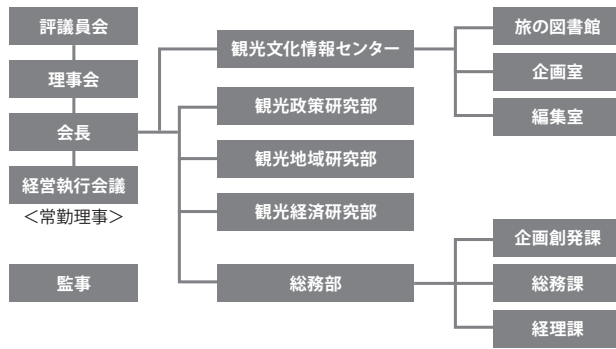 評議員会
理事会
会長
経営執行会議
＜常勤理事＞
監事
観光文化情報センター
観光政策研究部
観光地域研究部
観光経済研究部
総務部
旅の図書館
企画室
編集室
企画創発課
総務課
経理課